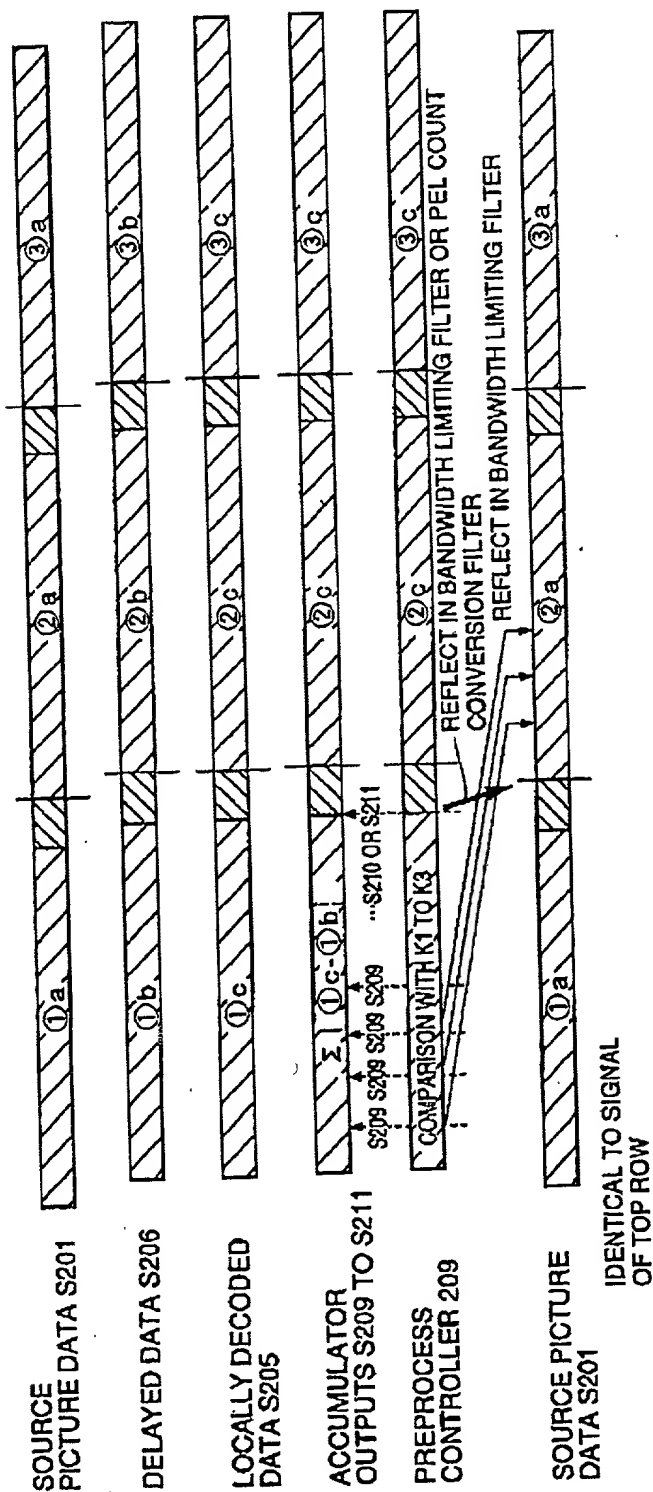 SOURCE
PICTURE DATA S201
①a
②a
③a
DELAYED DATA S206
①b
②b
③b
LOCALLY DECODED
DATA S205
①c
②c
③c
ACCUMULATOR
OUTPUTS S209 TO S211
Σ | ①c-①b |
②c
③c
S209 S209 S209 S209 ...S210 OR S211
PREPROCESS
CONTROLLER 209
COMPARISON WITH K1 TO K3
②c
③c
REFLECT IN BANDWIDTH LIMITING FILTER OR PEL COUNT
CONVERSION FILTER
REFLECT IN BANDWIDTH LIMITING FILTER
SOURCE PICTURE
DATA S201
①a
②a
③a
IDENTICAL TO SIGNAL
OF TOP ROW